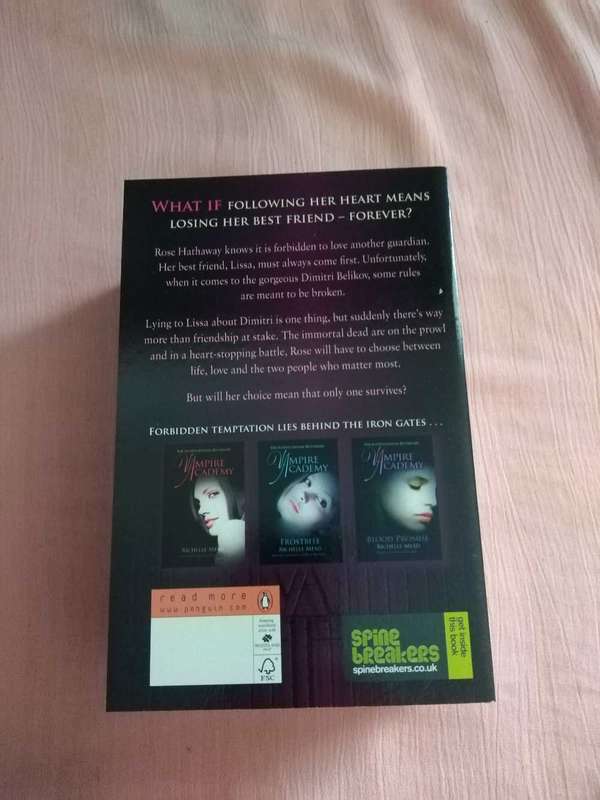 WHAT IF FOLLOWING HER HEART MEANS
LOSING HER BEST FRIEND – FOREVER?
Rose Hathaway knows it is forbidden to love another guardian.
Her best friend, Lissa, must always come first. Unfortunately,
when it comes to the gorgeous Dimitri Belikov, some rules
are meant to be broken.
Lying to Lissa about Dimitri is one thing, but suddenly there's way
more than friendship at stake. The immortal dead are on the prowl
and in a heart-stopping battle, Rose will have to choose between
life, love and the two people who matter most.
But will her choice mean that only one survives?
FORBIDDEN TEMPTATION LIES BEHIND THE IRON GATES . . .
VAMPIRE
ACADEMY
RICHELLE MEAD
VAMPIRE
ACADEMY
FROSTBITE
RICHELLE MEAD
VAMPIRE
ACADEMY
BLOOD PROMISE
RICHELLE MEAD
read more
www.penguin.com
FSC
spine
breakers
spinebreakers.co.uk
get inside
this book